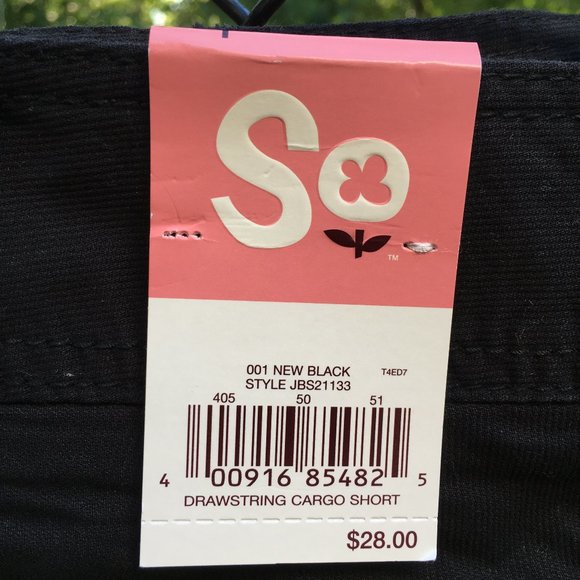 So
TM
001 NEW BLACK T4ED7
STYLE JBS21133
405 50 51
4 00916 85482 5
DRAWSTRING CARGO SHORT
$28.00